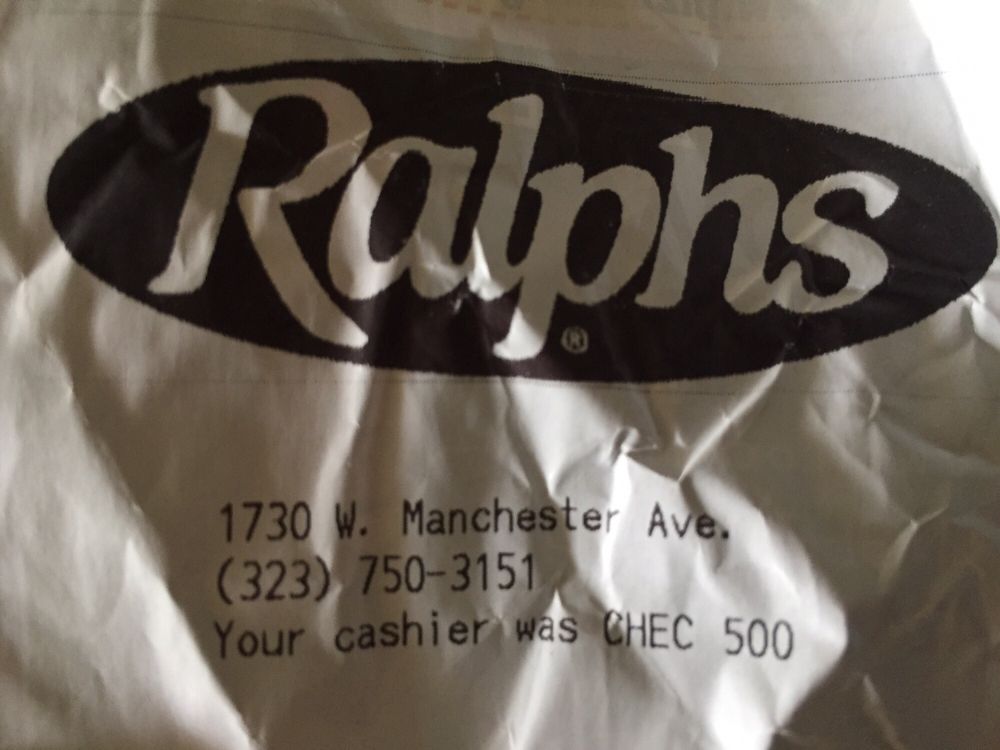 Ralphs®
1730 W. Manchester Ave.
(323) 750-3151
Your cashier was CHEC 500